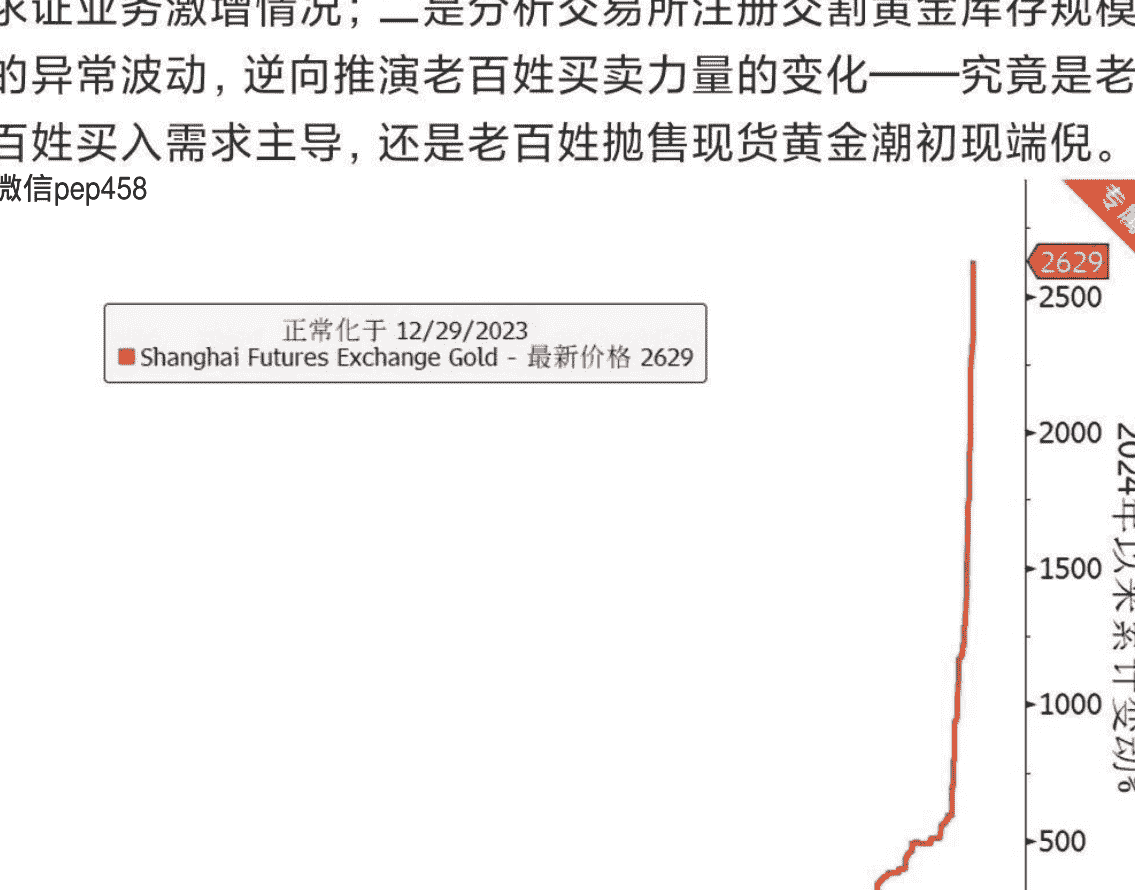 求证业务激增情况；二是分析交易所注册交割黄金库存规模
的异常波动，逆向推演老百姓买卖力量的变化——究竟是老
百姓买入需求主导，还是老百姓抛售现货黄金潮初现端倪。
微信pep458
专属
2629
正常化于 12/29/2023
Shanghai Futures Exchange Gold - 最新价格 2629
2500
2000
1500
1000
500
2024年以来累计变动%